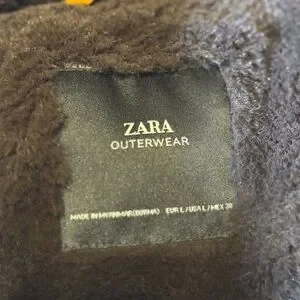 ZARA
OUTERWEAR
MADE IN MYANMAR(BURMA) EUR L / USA L / MEX 30